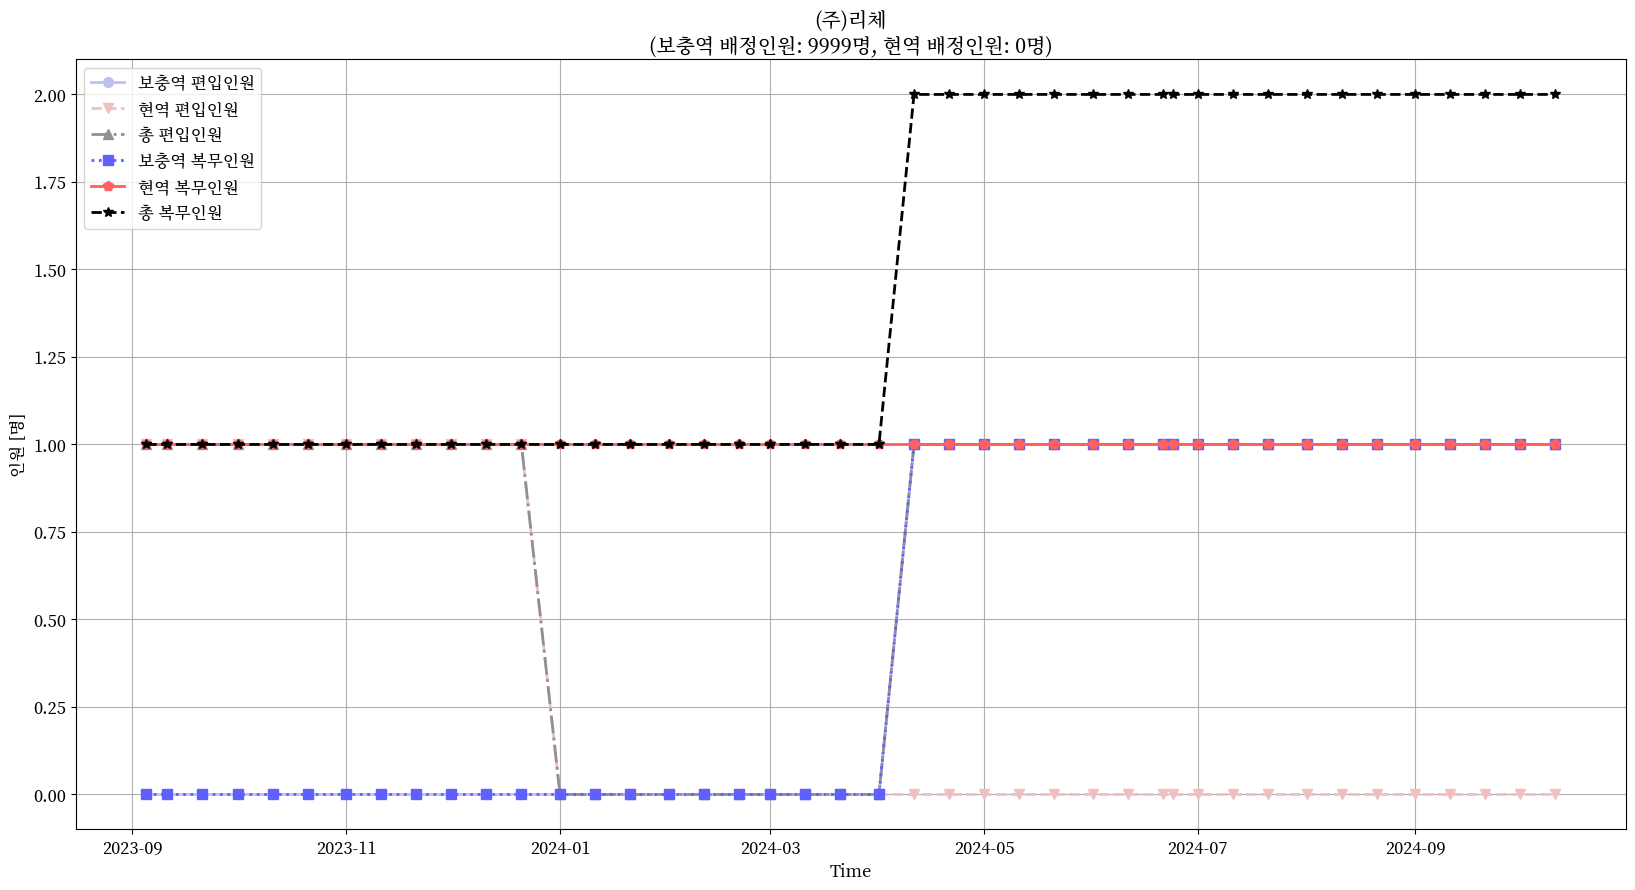 (주)리체
(보충역 배정인원: 9999명, 현역 배정인원: 0명)
보충역 편입인원
현역 편입인원
총 편입인원
보충역 복무인원
현역 복무인원
총 복무인원
2.00
1.75
1.50
1.25
1.00
0.75
0.50
0.25
0.00
인원 [명]
2023-09
2023-11
2024-01
2024-03
2024-05
2024-07
2024-09
Time